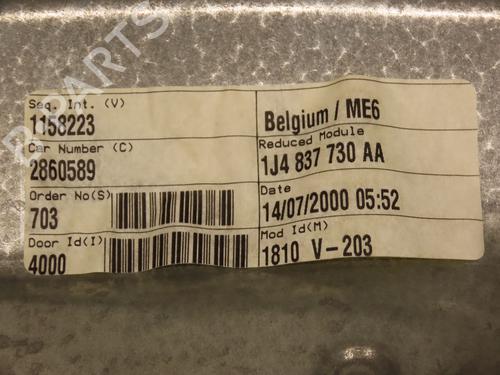 B PARTS
Seq. Int. (V)
1158223
Car Number (C)
2860589
Order No(S)
703
Door Id(I)
4000
Belgium / ME6
Reduced Module
1J4 837 730 AA
Date
14/07/2000 05:52
Mod Id(M)
1810 V-203